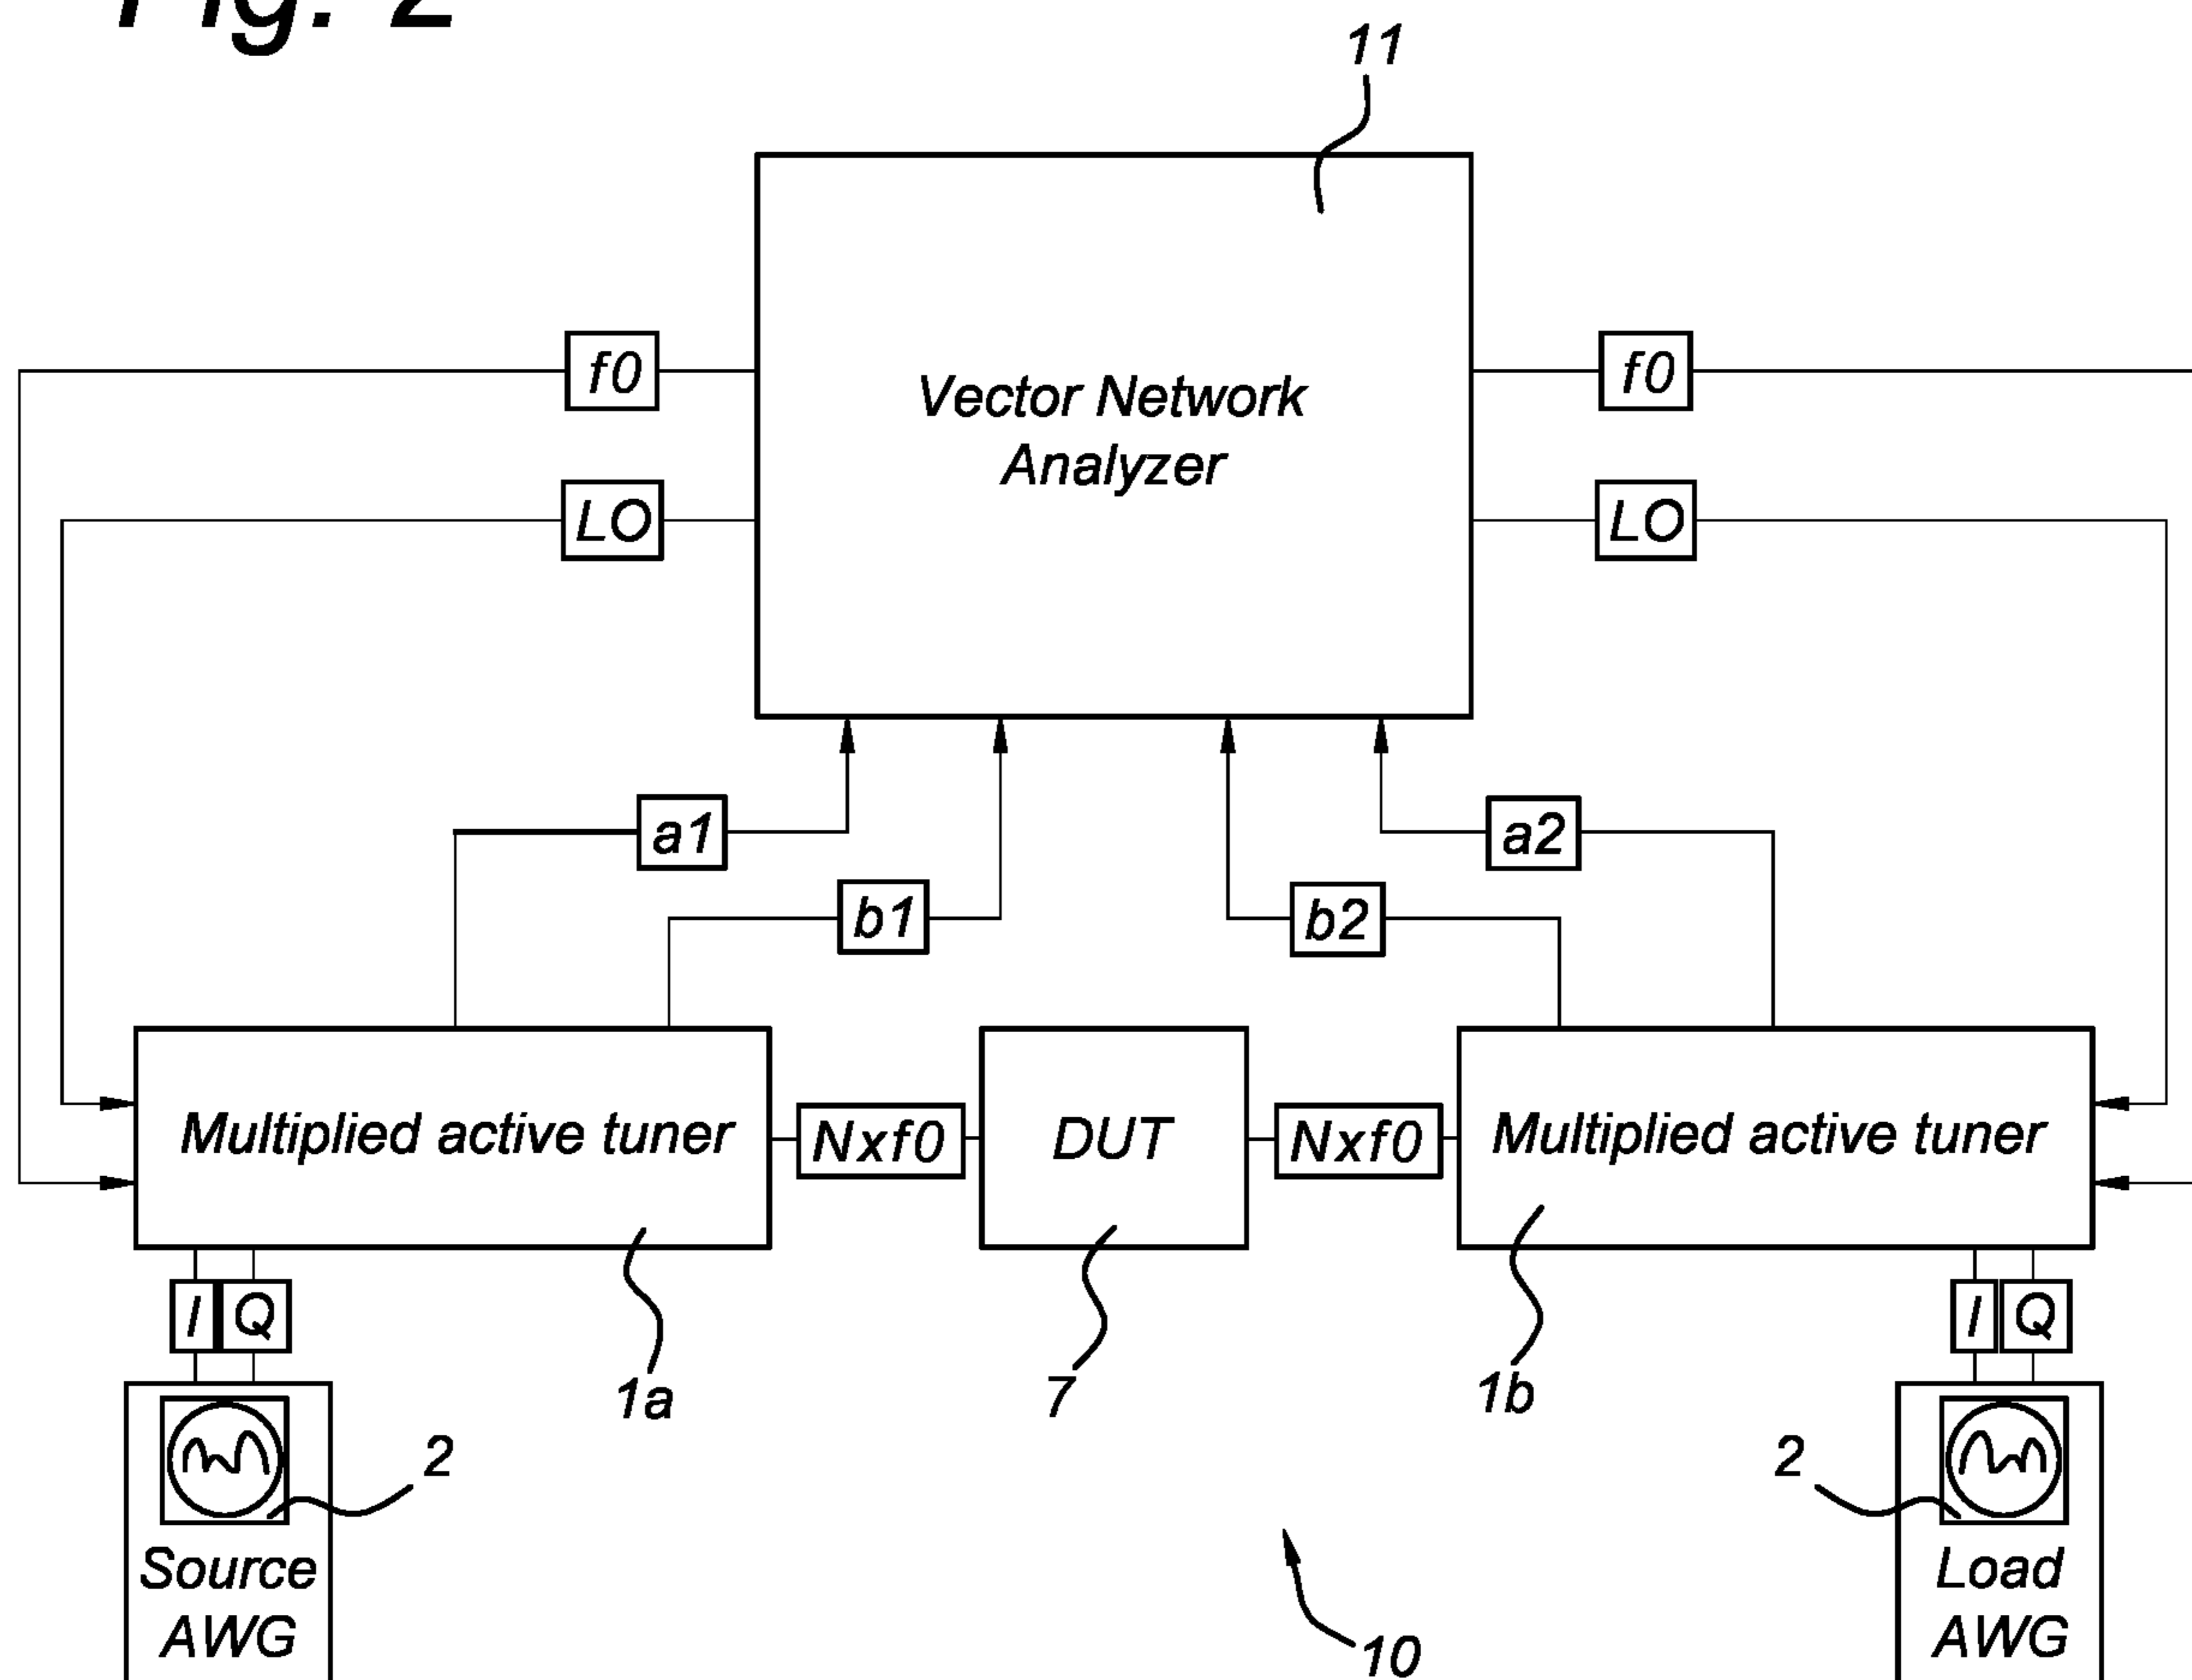 Fig. 2
11
f0
f0
Vector Network
Analyzer
LO
LO
a1
a2
b1
b2
Multiplied active tuner
Nxf0
DUT
Nxf0
Multiplied active tuner
I
Q
I
Q
1a
7
1b
2
2
Source
AWG
Load
AWG
10